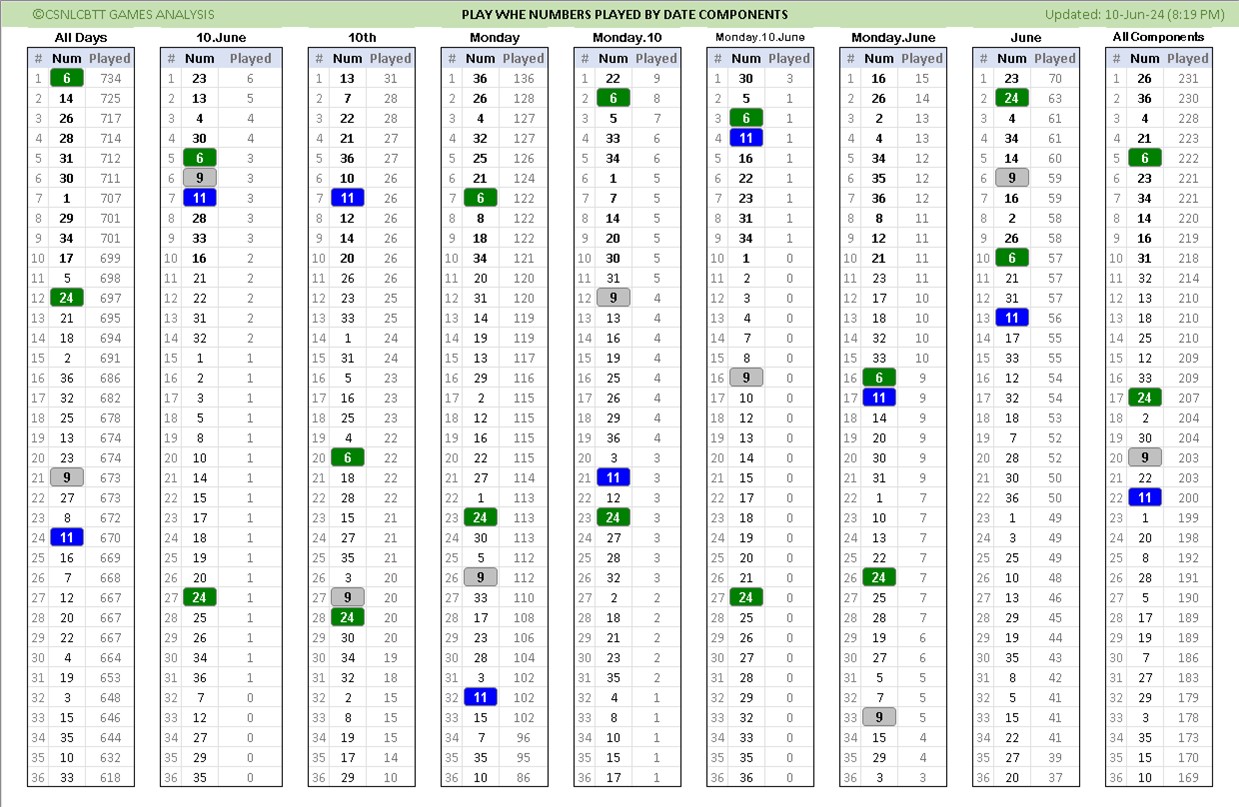 ©CSNLCBTT GAMES ANALYSIS PLAY WHE NUMBERS PLAYED BY DATE COMPONENTS Updated: 10-Jun-24 (8:19 PM)
All Days 10.June 10th Monday Monday.10 Monday.10.June Monday.June June All Components
# Num Played # Num Played # Num Played # Num Played # Num Played # Num Played # Num Played # Num Played # Num Played
1 6 734 1 23 6 1 13 31 1 36 136 1 22 9 1 30 3 1 16 15 1 23 70 1 26 231
2 14 725 2 13 5 2 7 28 2 26 128 2 6 8 2 5 1 2 26 14 2 24 63 2 36 230
3 26 717 3 4 4 3 22 28 3 4 127 3 5 7 3 6 1 3 2 13 3 4 61 3 4 228
4 28 714 4 30 4 4 21 27 4 32 127 4 33 6 4 11 1 4 4 13 4 34 61 4 21 223
5 31 712 5 6 3 5 36 27 5 25 126 5 34 6 5 16 1 5 34 12 5 14 60 5 6 222
6 30 711 6 9 3 6 10 26 6 21 124 6 1 5 6 22 1 6 35 12 6 9 59 6 23 221
7 1 707 7 11 3 7 11 26 7 6 122 7 7 5 7 23 1 7 36 12 7 16 59 7 34 221
8 29 701 8 28 3 8 12 26 8 8 122 8 14 5 8 31 1 8 8 11 8 2 58 8 14 220
9 34 701 9 33 3 9 14 26 9 18 122 9 20 5 9 34 1 9 12 11 9 26 58 9 16 219
10 17 699 10 16 2 10 20 26 10 34 121 10 30 5 10 1 0 10 21 11 10 6 57 10 31 218
11 5 698 11 21 2 11 26 26 11 20 120 11 31 5 11 2 0 11 23 11 11 21 57 11 32 214
12 24 697 12 22 2 12 23 25 12 31 120 12 9 4 12 3 0 12 17 10 12 31 57 12 13 210
13 21 695 13 31 2 13 33 25 13 14 119 13 13 4 13 4 0 13 18 10 13 11 56 13 18 210
14 18 694 14 32 2 14 1 24 14 19 119 14 16 4 14 7 0 14 32 10 14 17 55 14 25 210
15 2 691 15 1 1 15 31 24 15 13 117 15 19 4 15 8 0 15 33 10 15 33 55 15 12 209
16 36 686 16 2 1 16 5 23 16 29 116 16 25 4 16 9 0 16 6 9 16 12 54 16 33 209
17 32 682 17 3 1 17 16 23 17 2 115 17 26 4 17 10 0 17 11 9 17 32 54 17 24 207
18 25 678 18 5 1 18 25 23 18 12 115 18 29 4 18 12 0 18 14 9 18 18 53 18 2 204
19 13 674 19 8 1 19 4 22 19 16 115 19 36 4 19 13 0 19 20 9 19 7 52 19 30 204
20 23 674 20 10 1 20 6 22 20 22 115 20 3 3 20 14 0 20 30 9 20 28 52 20 9 203
21 9 673 21 14 1 21 18 22 21 27 114 21 11 3 21 15 0 21 31 9 21 30 50 21 22 203
22 27 673 22 15 1 22 28 22 22 1 113 22 12 3 22 17 0 22 1 7 22 36 50 22 11 200
23 8 672 23 17 1 23 15 21 23 24 113 23 24 3 23 18 0 23 10 7 23 1 49 23 1 199
24 11 670 24 18 1 24 27 21 24 30 113 24 27 3 24 19 0 24 13 7 24 3 49 24 20 198
25 16 669 25 19 1 25 35 21 25 5 112 25 28 3 25 20 0 25 22 7 25 25 49 25 8 192
26 7 668 26 20 1 26 3 20 26 9 112 26 32 3 26 21 0 26 24 7 26 10 48 26 28 191
27 12 667 27 24 1 27 9 20 27 33 110 27 2 2 27 24 0 27 25 7 27 13 46 27 5 190
28 20 667 28 25 1 28 24 20 28 17 108 28 18 2 28 25 0 28 28 7 28 29 45 28 17 189
29 22 667 29 26 1 29 30 20 29 23 106 29 21 2 29 26 0 29 19 6 29 19 44 29 19 189
30 4 664 30 34 1 30 34 19 30 28 104 30 23 2 30 27 0 30 27 6 30 35 43 30 7 186
31 19 653 31 36 1 31 32 18 31 3 102 31 35 2 31 28 0 31 5 5 31 8 42 31 27 183
32 3 648 32 7 0 32 2 15 32 11 102 32 4 1 32 29 0 32 7 5 32 5 41 32 29 179
33 15 646 33 12 0 33 8 15 33 15 102 33 8 1 33 32 0 33 9 5 33 15 41 33 3 178
34 35 644 34 27 0 34 19 15 34 7 96 34 10 1 34 33 0 34 15 4 34 22 41 34 35 173
35 10 632 35 29 0 35 17 14 35 35 95 35 15 1 35 35 0 35 29 4 35 27 39 35 15 170
36 33 618 36 35 0 36 29 10 36 10 86 36 17 1 36 36 0 36 3 3 36 20 37 36 10 169